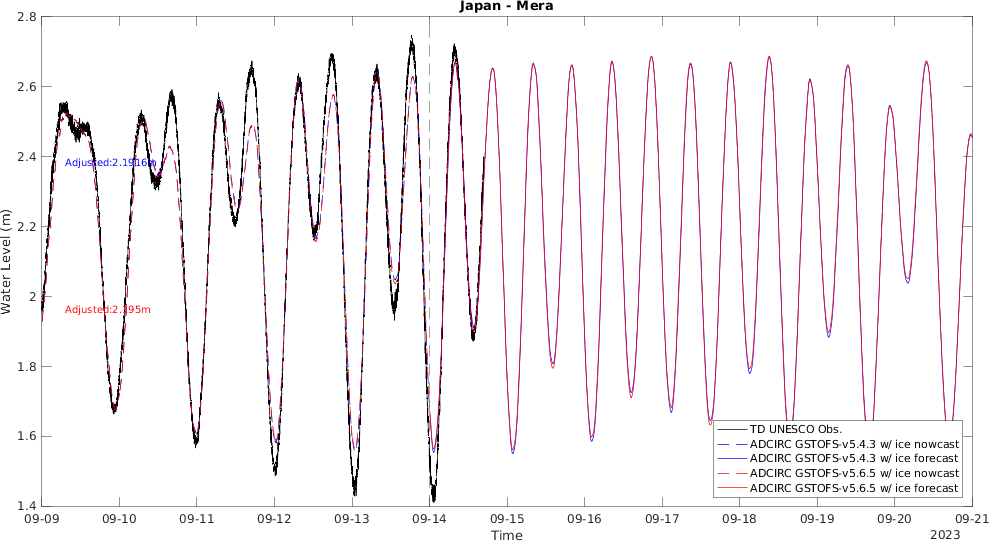 Japan - Mera
2.8
2.6
2.4
2.2
2
1.8
1.6
1.4
Water Level (m)
Adjusted:2.1916m
Adjusted:2.195m
TD UNESCO Obs.
ADCIRC GSTOFS-v5.4.3 w/ ice nowcast
ADCIRC GSTOFS-v5.4.3 w/ ice forecast
ADCIRC GSTOFS-v5.6.5 w/ ice nowcast
ADCIRC GSTOFS-v5.6.5 w/ ice forecast
09-09 09-10 09-11 09-12 09-13 09-14 09-15 09-16 09-17 09-18 09-19 09-20 09-21
Time
2023